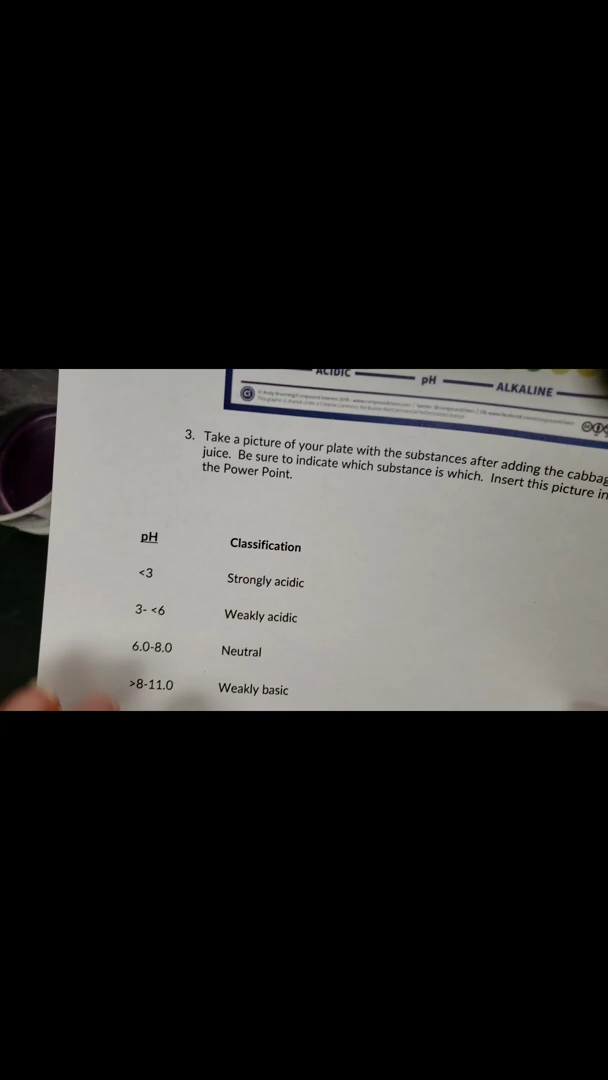 ACIDIC
pH
ALKALINE
3. Take a picture of your plate with the substances after adding the cabbag
juice. Be sure to indicate which substance is which. Insert this picture in
the Power Point.
pH Classification
<3 Strongly acidic
3- <6 Weakly acidic
6.0-8.0 Neutral
>8-11.0 Weakly basic